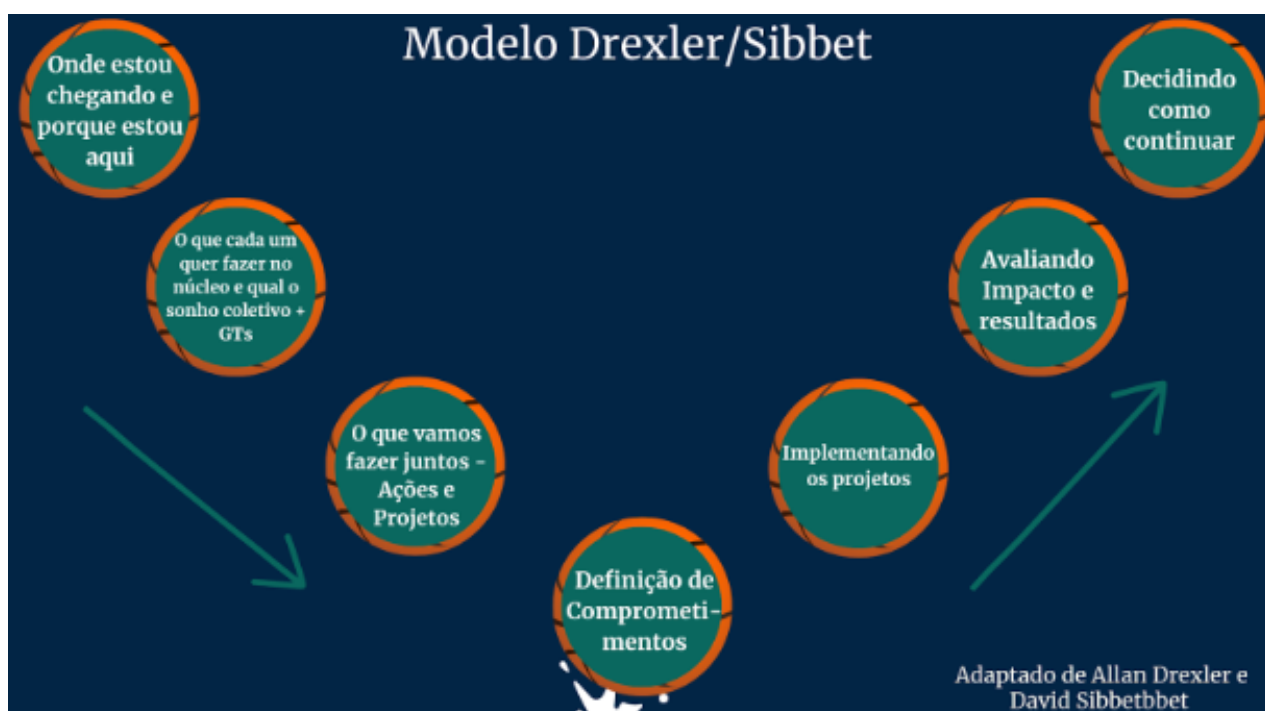 Modelo Drexler/Sibbet
Onde estou
chegando e
porque estou
aqui
O que cada um
quer fazer no
núcleo e qual o
sonho coletivo +
GTs
O que vamos
fazer juntos -
Ações e
Projetos
Definição de
Comprometi-
mentos
Implementando
os projetos
Avaliando
Impacto e
resultados
Decidindo
como
continuar
Adaptado de Allan Drexler e
David Sibbetbbet